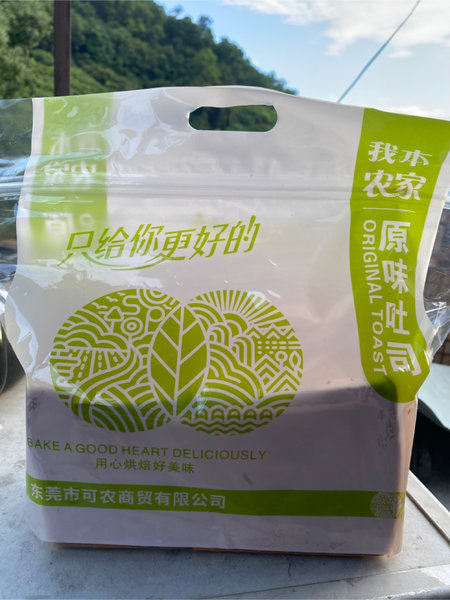 我本
农家
原味吐司
ORIGINAL TOAST
只给你更好的
BAKE A GOOD HEART DELICIOUSLY
用心烘焙好美味
东莞市可农商贸有限公司